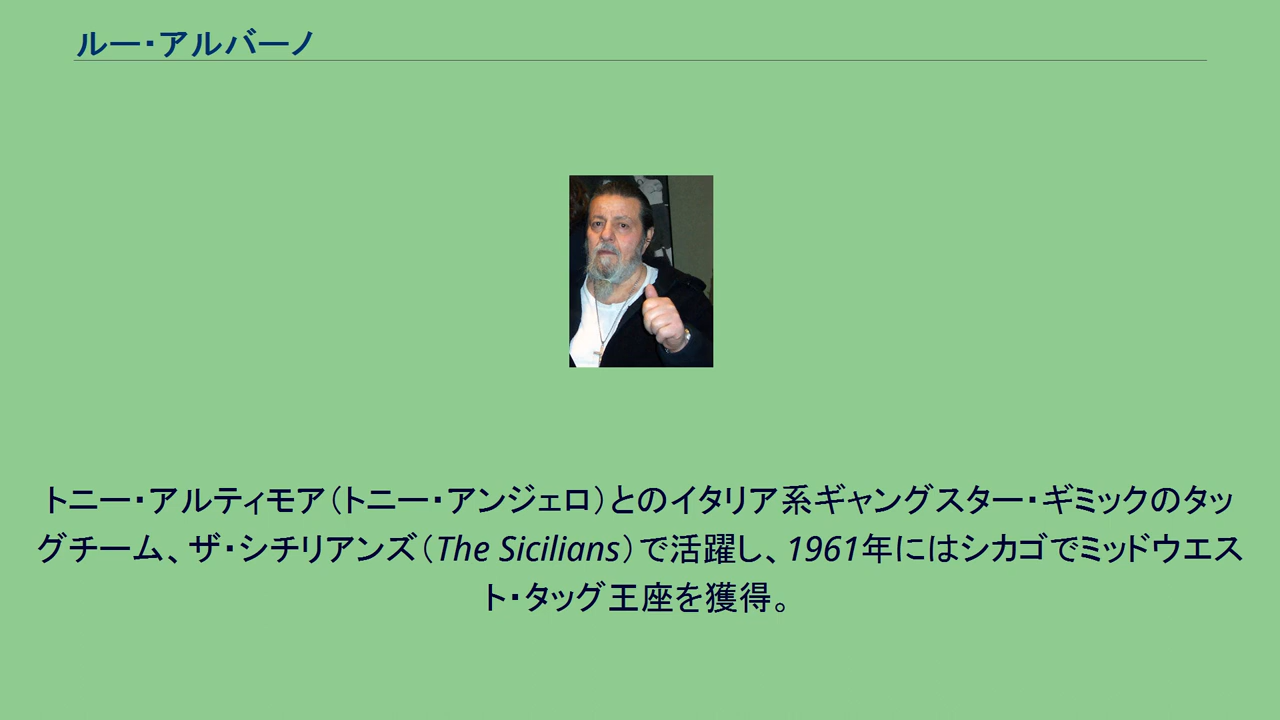 ルー・アルバーノ
トニー・アルティモア（トニー・アンジェロ）とのイタリア系ギャングスター・ギミックのタッ
グチーム、ザ・シチリアンズ（The Sicilians）で活躍し、1961年にはシカゴでミッドウエス
ト・タッグ王座を獲得。